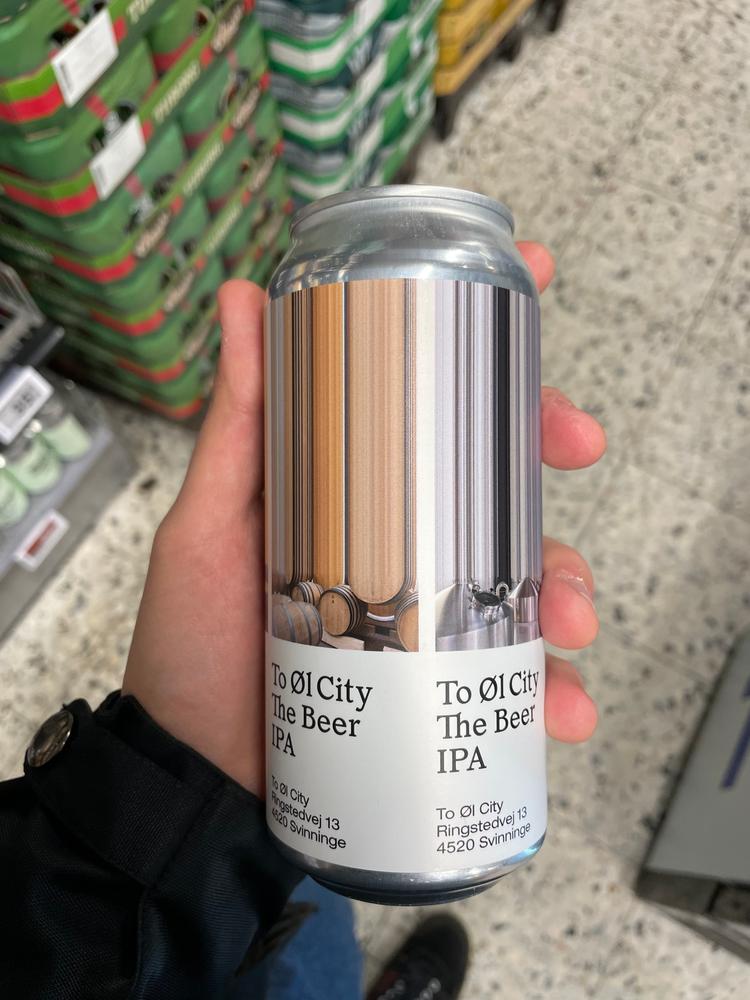 To Øl City
The Beer
IPA
To Øl City
Ringstedvej 13
4520 Svinninge
To Øl City
The Beer
IPA
To Øl City
Ringstedvej 13
4520 Svinninge